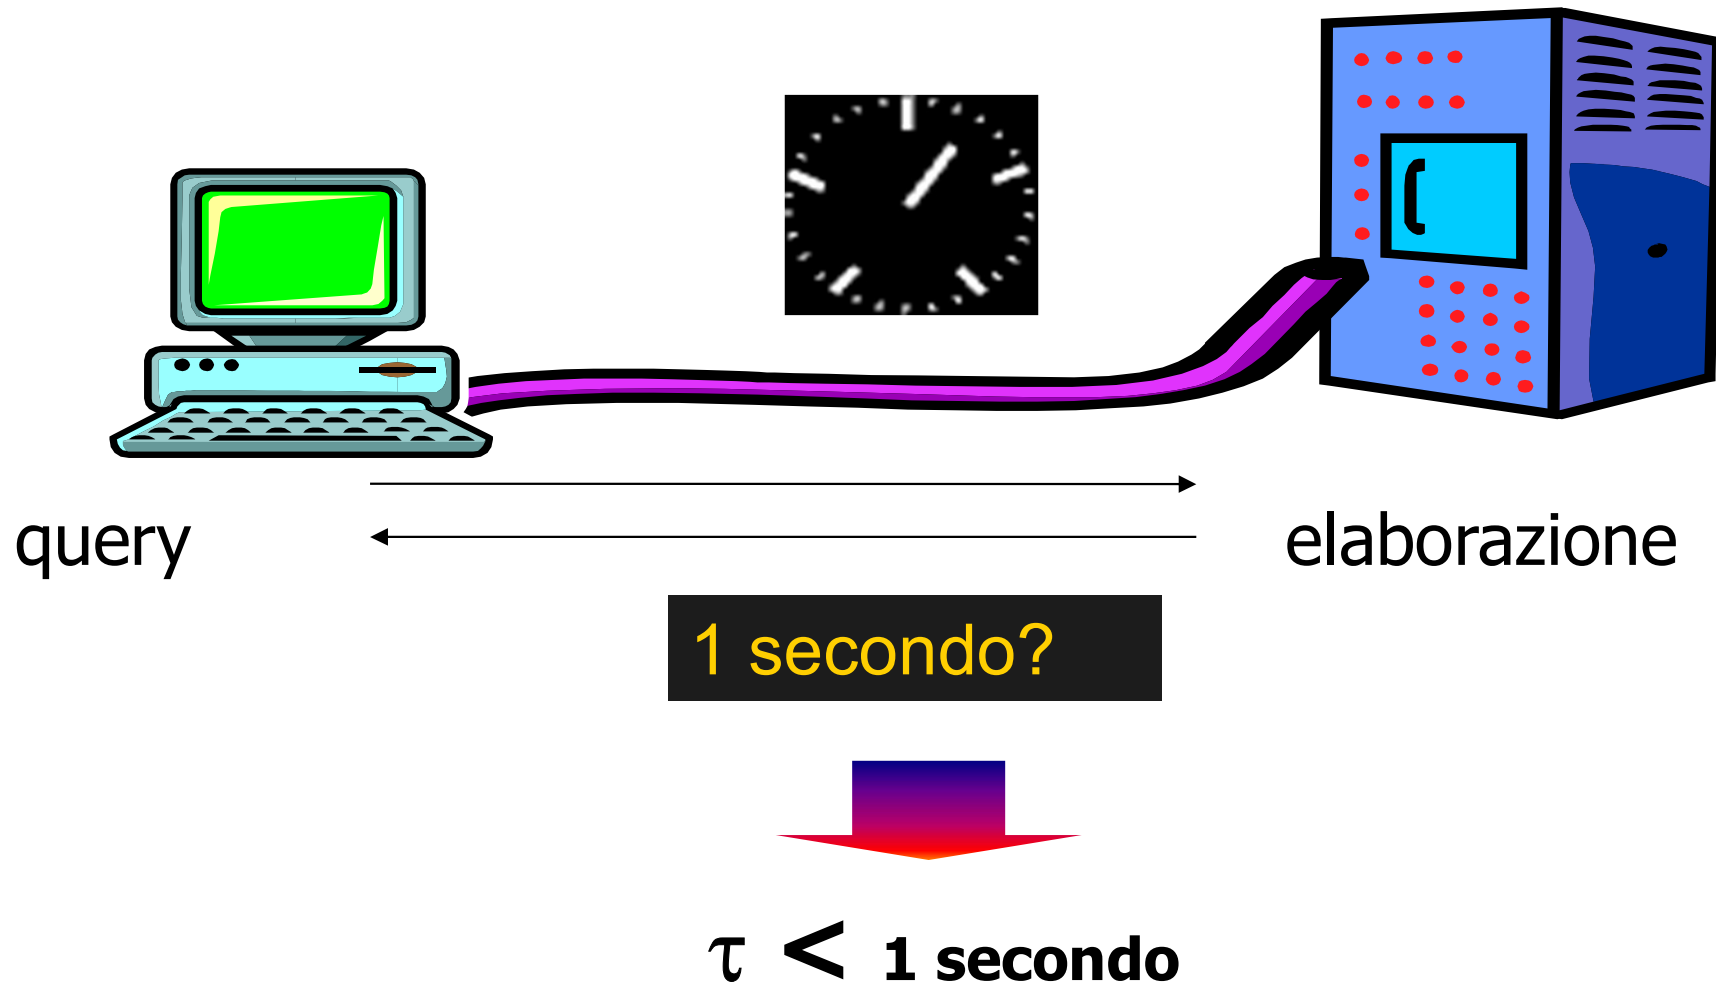 query
elaborazione
1 secondo?
τ < 1 secondo